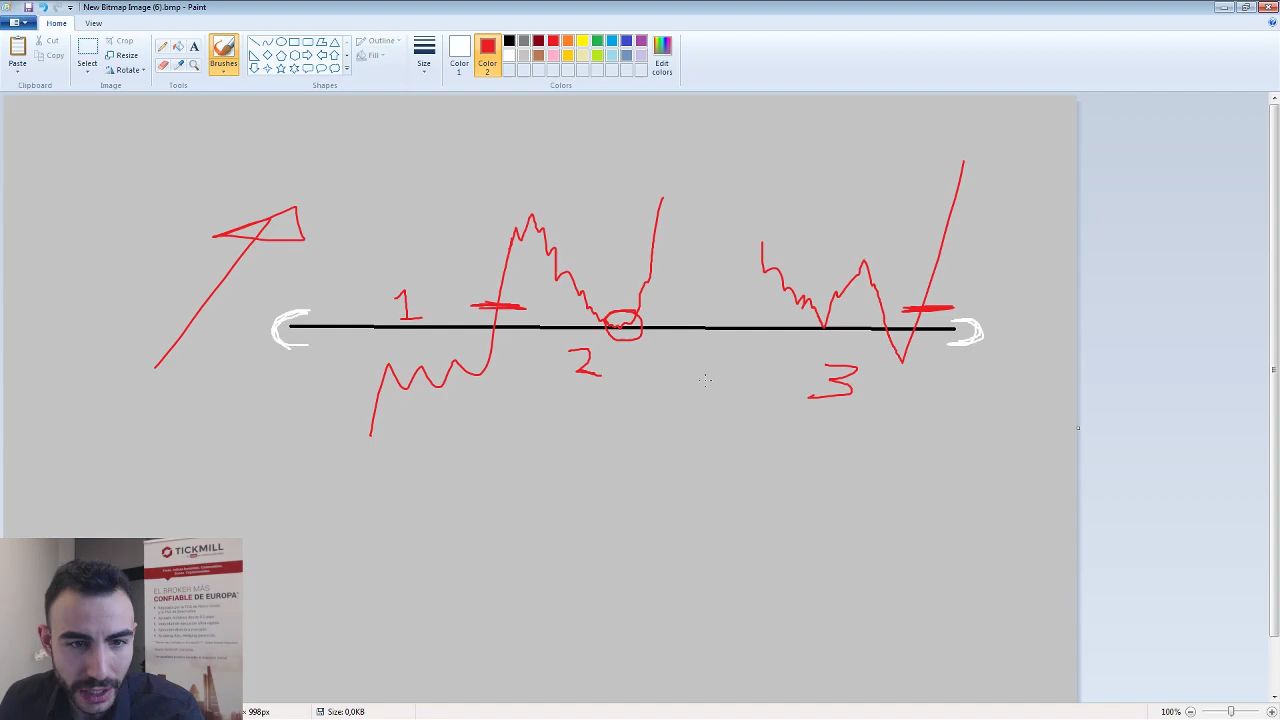 New Bitmap Image (6).bmp - Paint
Home
View
Paste
Cut
Copy
Clipboard
Select
Crop
Resize
Rotate
Image
A
Tools
Brushes
Outline
Fill
Shapes
Size
Color
1
Color
2
Edit
colors
Colors
1
2
3
TICKMILL
EL BRÓKER MÁS
CONFIABLE DE EUROPA*
× 998px
Size: 0,0KB
100%